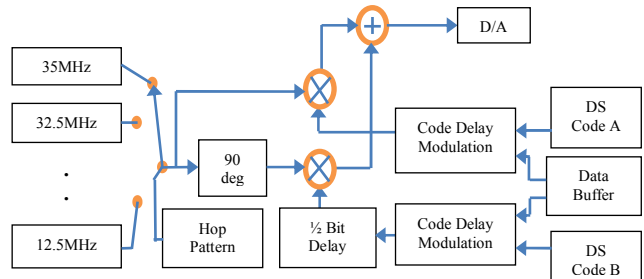 D/A
35MHz
32.5MHz
.
.
12.5MHz
90
deg
Hop
Pattern
½ Bit
Delay
Code Delay
Modulation
Code Delay
Modulation
DS
Code A
Data
Buffer
DS
Code B